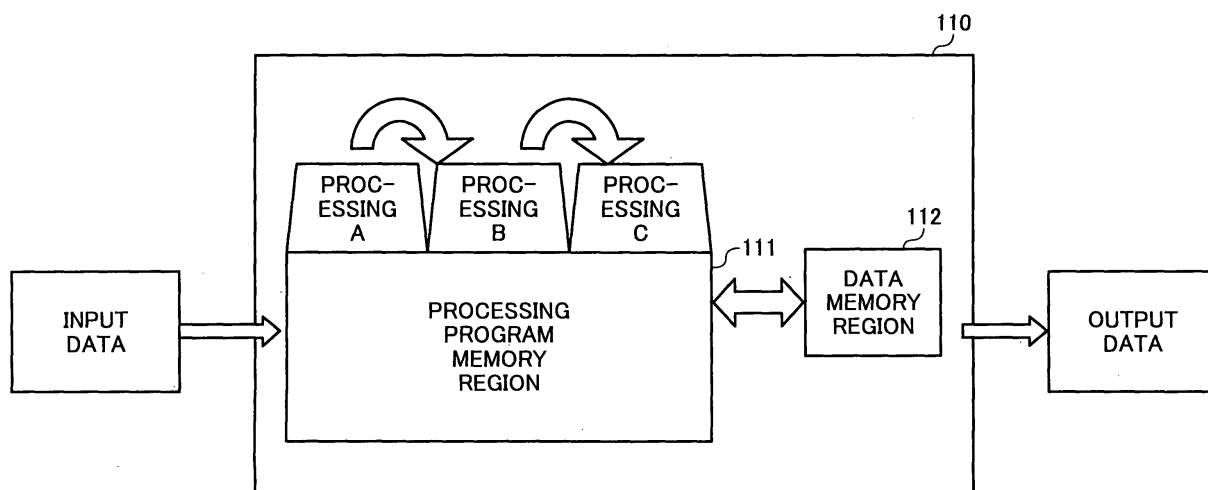 110
PROC-
ESSING
A
PROC-
ESSING
B
PROC-
ESSING
C
111
112
INPUT
DATA
PROCESSING
PROGRAM
MEMORY
REGION
DATA
MEMORY
REGION
OUTPUT
DATA